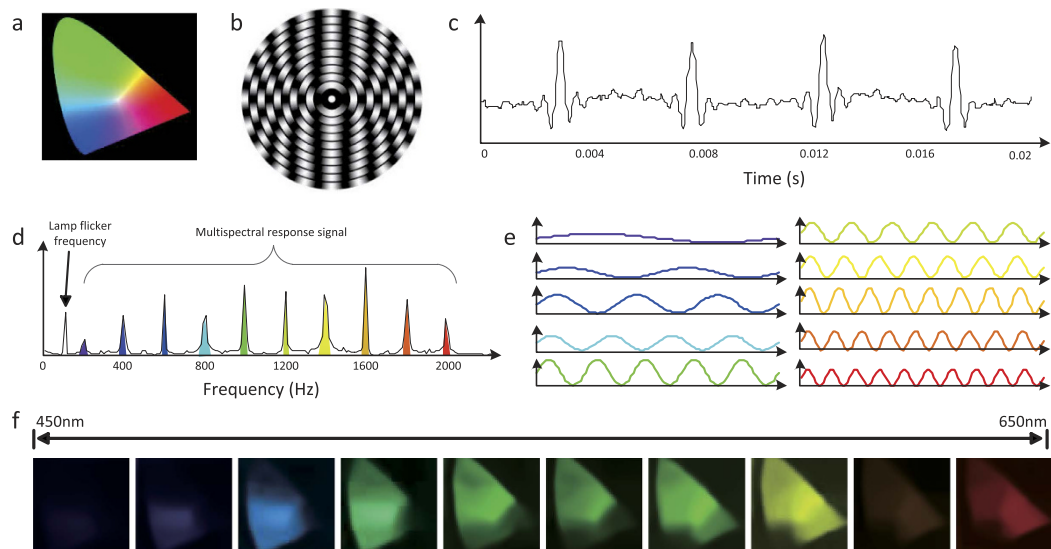 a
b
c
0
0.004
0.008
0.012
0.016
0.02
Time (s)
d
Lamp flicker
frequency
Multispectral response signal
0
400
800
1200
1600
2000
Frequency (Hz)
e
f
450nm
650nm